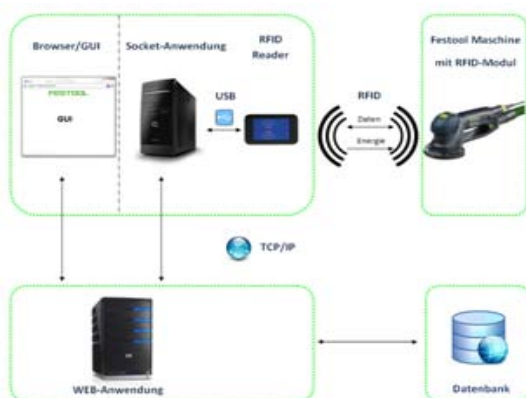 Browser/GUI
Socket-Anwendung
RFID
Reader
Festool Maschine
mit RFID-Modul
FESTOOL
GUI
USB
RFID
Daten
Energie
TCP/IP
WEB-Anwendung
Datenbank